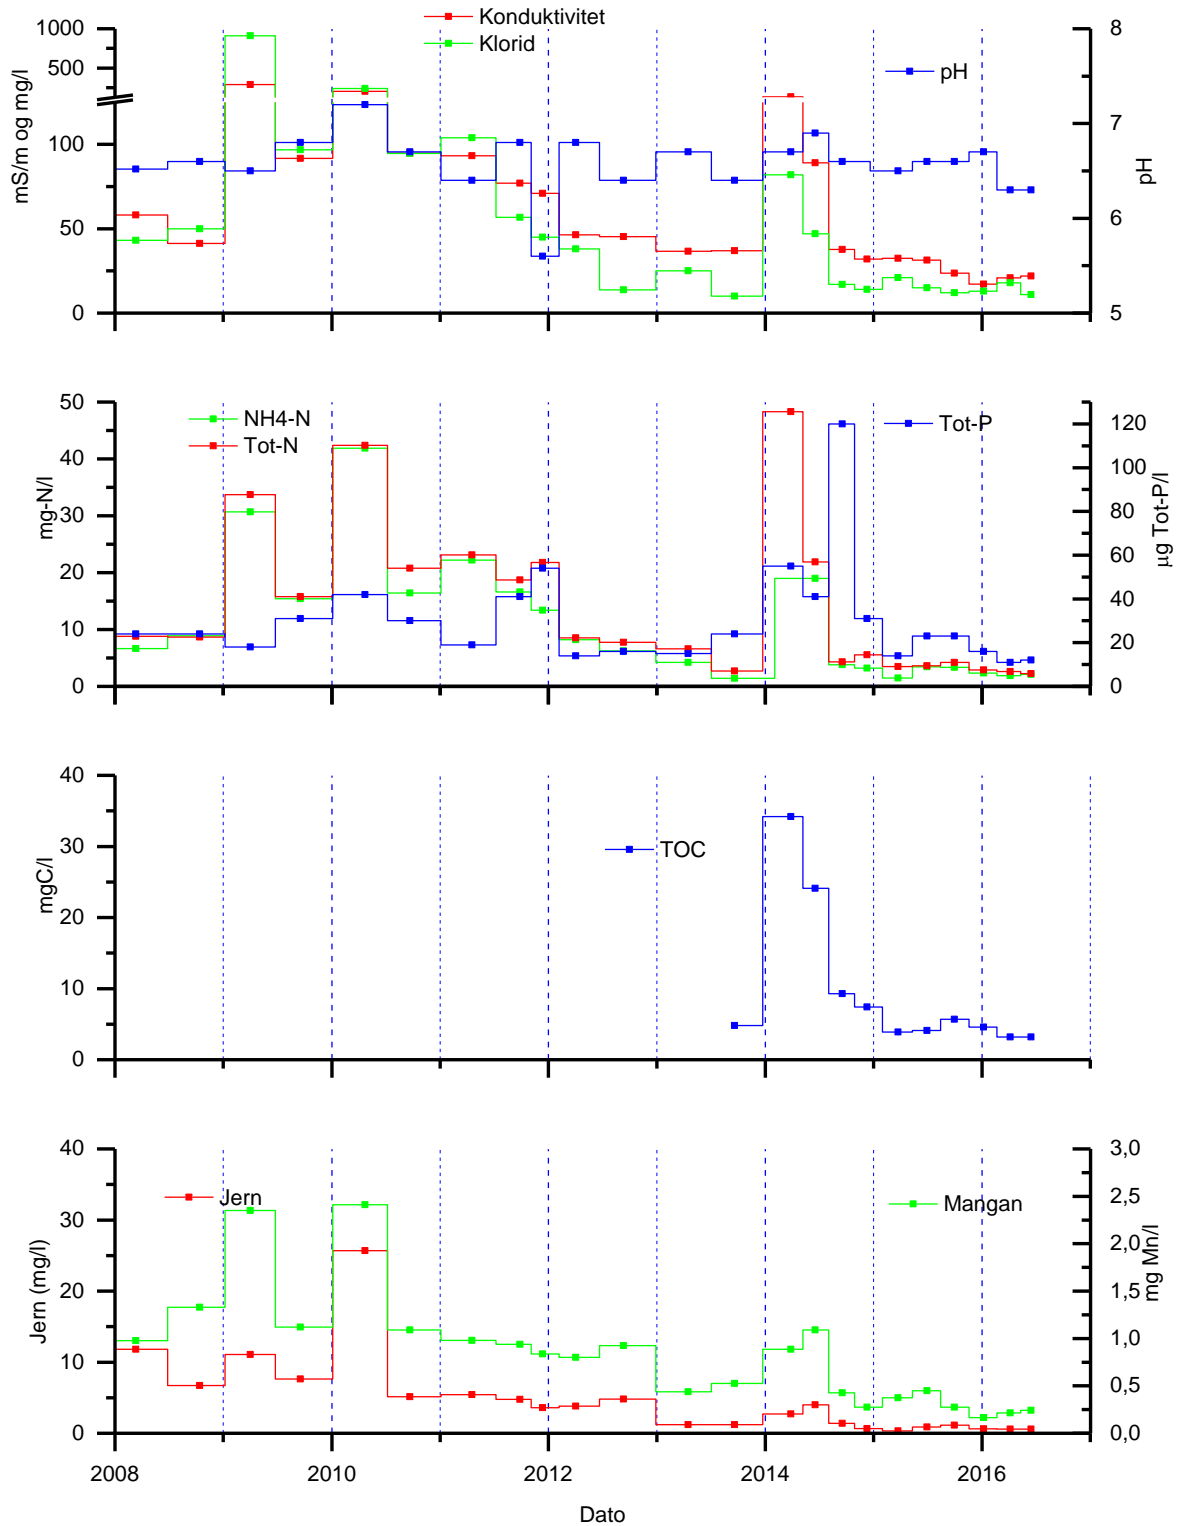 Konduktivitet
Klorid
pH
1000
500
100
50
0
mS/m og mg/l
8
7
6
5
pH
NH4-N
Tot-N
Tot-P
50
40
30
20
10
0
mg-N/l
120
100
80
60
40
20
0
µg Tot-P/l
TOC
40
30
20
10
0
mgC/l
Jern
Mangan
40
30
20
10
0
Jern (mg/l)
3,0
2,5
2,0
1,5
1,0
0,5
0,0
mg Mn/l
2008 2010 2012 2014 2016
Dato